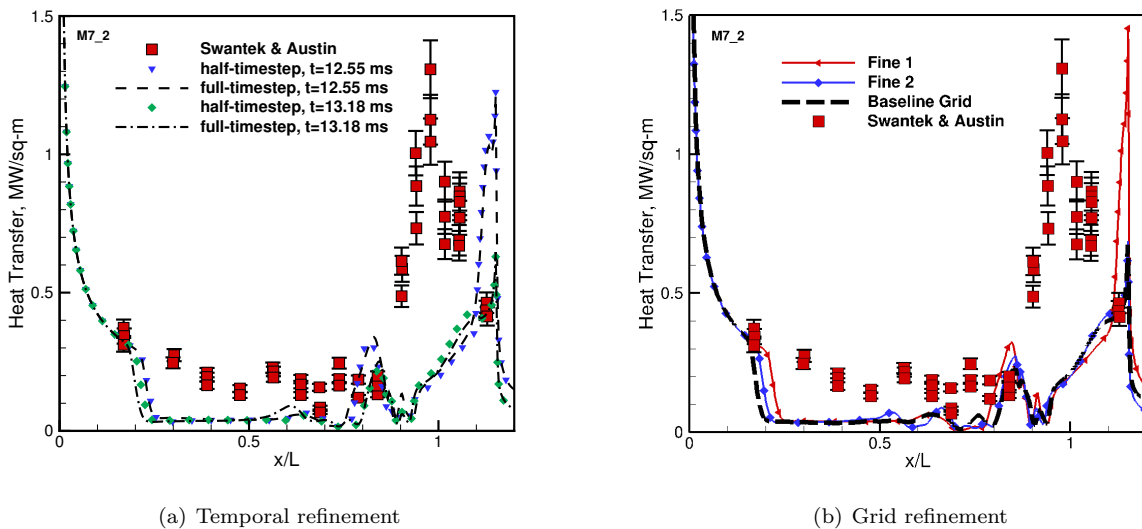 M7_2
Swantek & Austin
half-timestep, t=12.55 ms
full-timestep, t=12.55 ms
half-timestep, t=13.18 ms
full-timestep, t=13.18 ms
Heat Transfer, MW/sq-m
1.5
1
0.5
0
0
0.5
1
x/L
(a) Temporal refinement
M7_2
Fine 1
Fine 2
Baseline Grid
Swantek & Austin
Heat Transfer, MW/sq-m
1.5
1
0.5
0
0
0.5
1
x/L
(b) Grid refinement